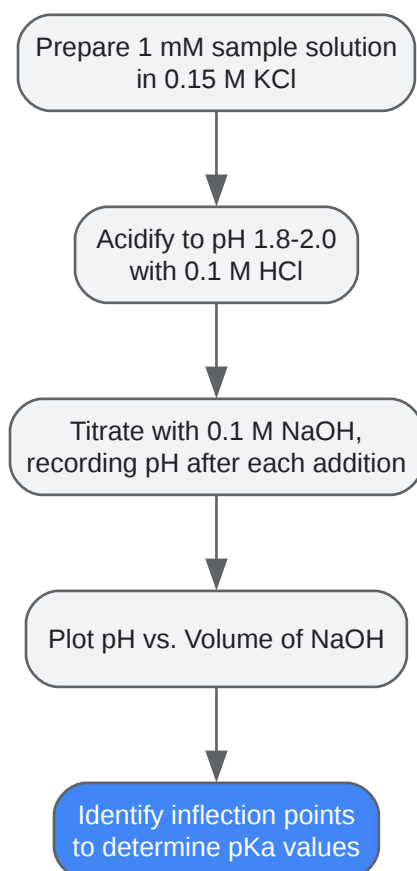 Prepare 1 mM sample solution
in 0.15 M KCl
Acidify to pH 1.8-2.0
with 0.1 M HCl
Titrate with 0.1 M NaOH,
recording pH after each addition
Plot pH vs. Volume of NaOH
Identify inflection points
to determine pKa values